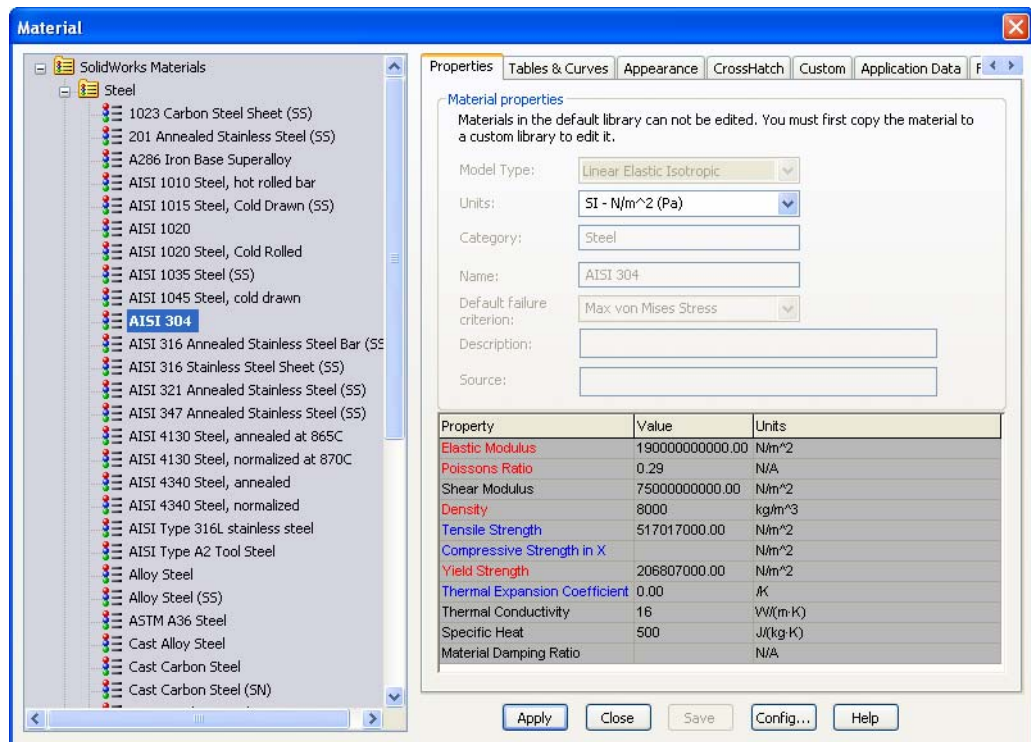 Material
SolidWorks Materials
Steel
1023 Carbon Steel Sheet (SS)
201 Annealed Stainless Steel (SS)
A286 Iron Base Superalloy
AISI 1010 Steel, hot rolled bar
AISI 1015 Steel, Cold Drawn (SS)
AISI 1020
AISI 1020 Steel, Cold Rolled
AISI 1035 Steel (SS)
AISI 1045 Steel, cold drawn
AISI 304
AISI 316 Annealed Stainless Steel Bar (SS
AISI 316 Stainless Steel Sheet (SS)
AISI 321 Annealed Stainless Steel (SS)
AISI 347 Annealed Stainless Steel (SS)
AISI 4130 Steel, annealed at 865C
AISI 4130 Steel, normalized at 870C
AISI 4340 Steel, annealed
AISI 4340 Steel, normalized
AISI Type 316L stainless steel
AISI Type A2 Tool Steel
Alloy Steel
Alloy Steel (SS)
ASTM A36 Steel
Cast Alloy Steel
Cast Carbon Steel
Cast Carbon Steel (SN)
Properties Tables & Curves Appearance CrossHatch Custom Application Data F
Material properties
Materials in the default library can not be edited. You must first copy the material to
a custom library to edit it.
Model Type: Linear Elastic Isotropic
Units: SI - N/m^2 (Pa)
Category: Steel
Name: AISI 304
Default failure
criterion: Max von Mises Stress
Description:
Source:
Property Value Units
Elastic Modulus 190000000000.00 N/m^2
Poissons Ratio 0.29 N/A
Shear Modulus 75000000000.00 N/m^2
Density 8000 kg/m^3
Tensile Strength 517017000.00 N/m^2
Compressive Strength in X N/m^2
Yield Strength 206807000.00 N/m^2
Thermal Expansion Coefficient 0.00 /K
Thermal Conductivity 16 W/(m·K)
Specific Heat 500 J/(kg·K)
Material Damping Ratio N/A
Apply Close Save Config... Help